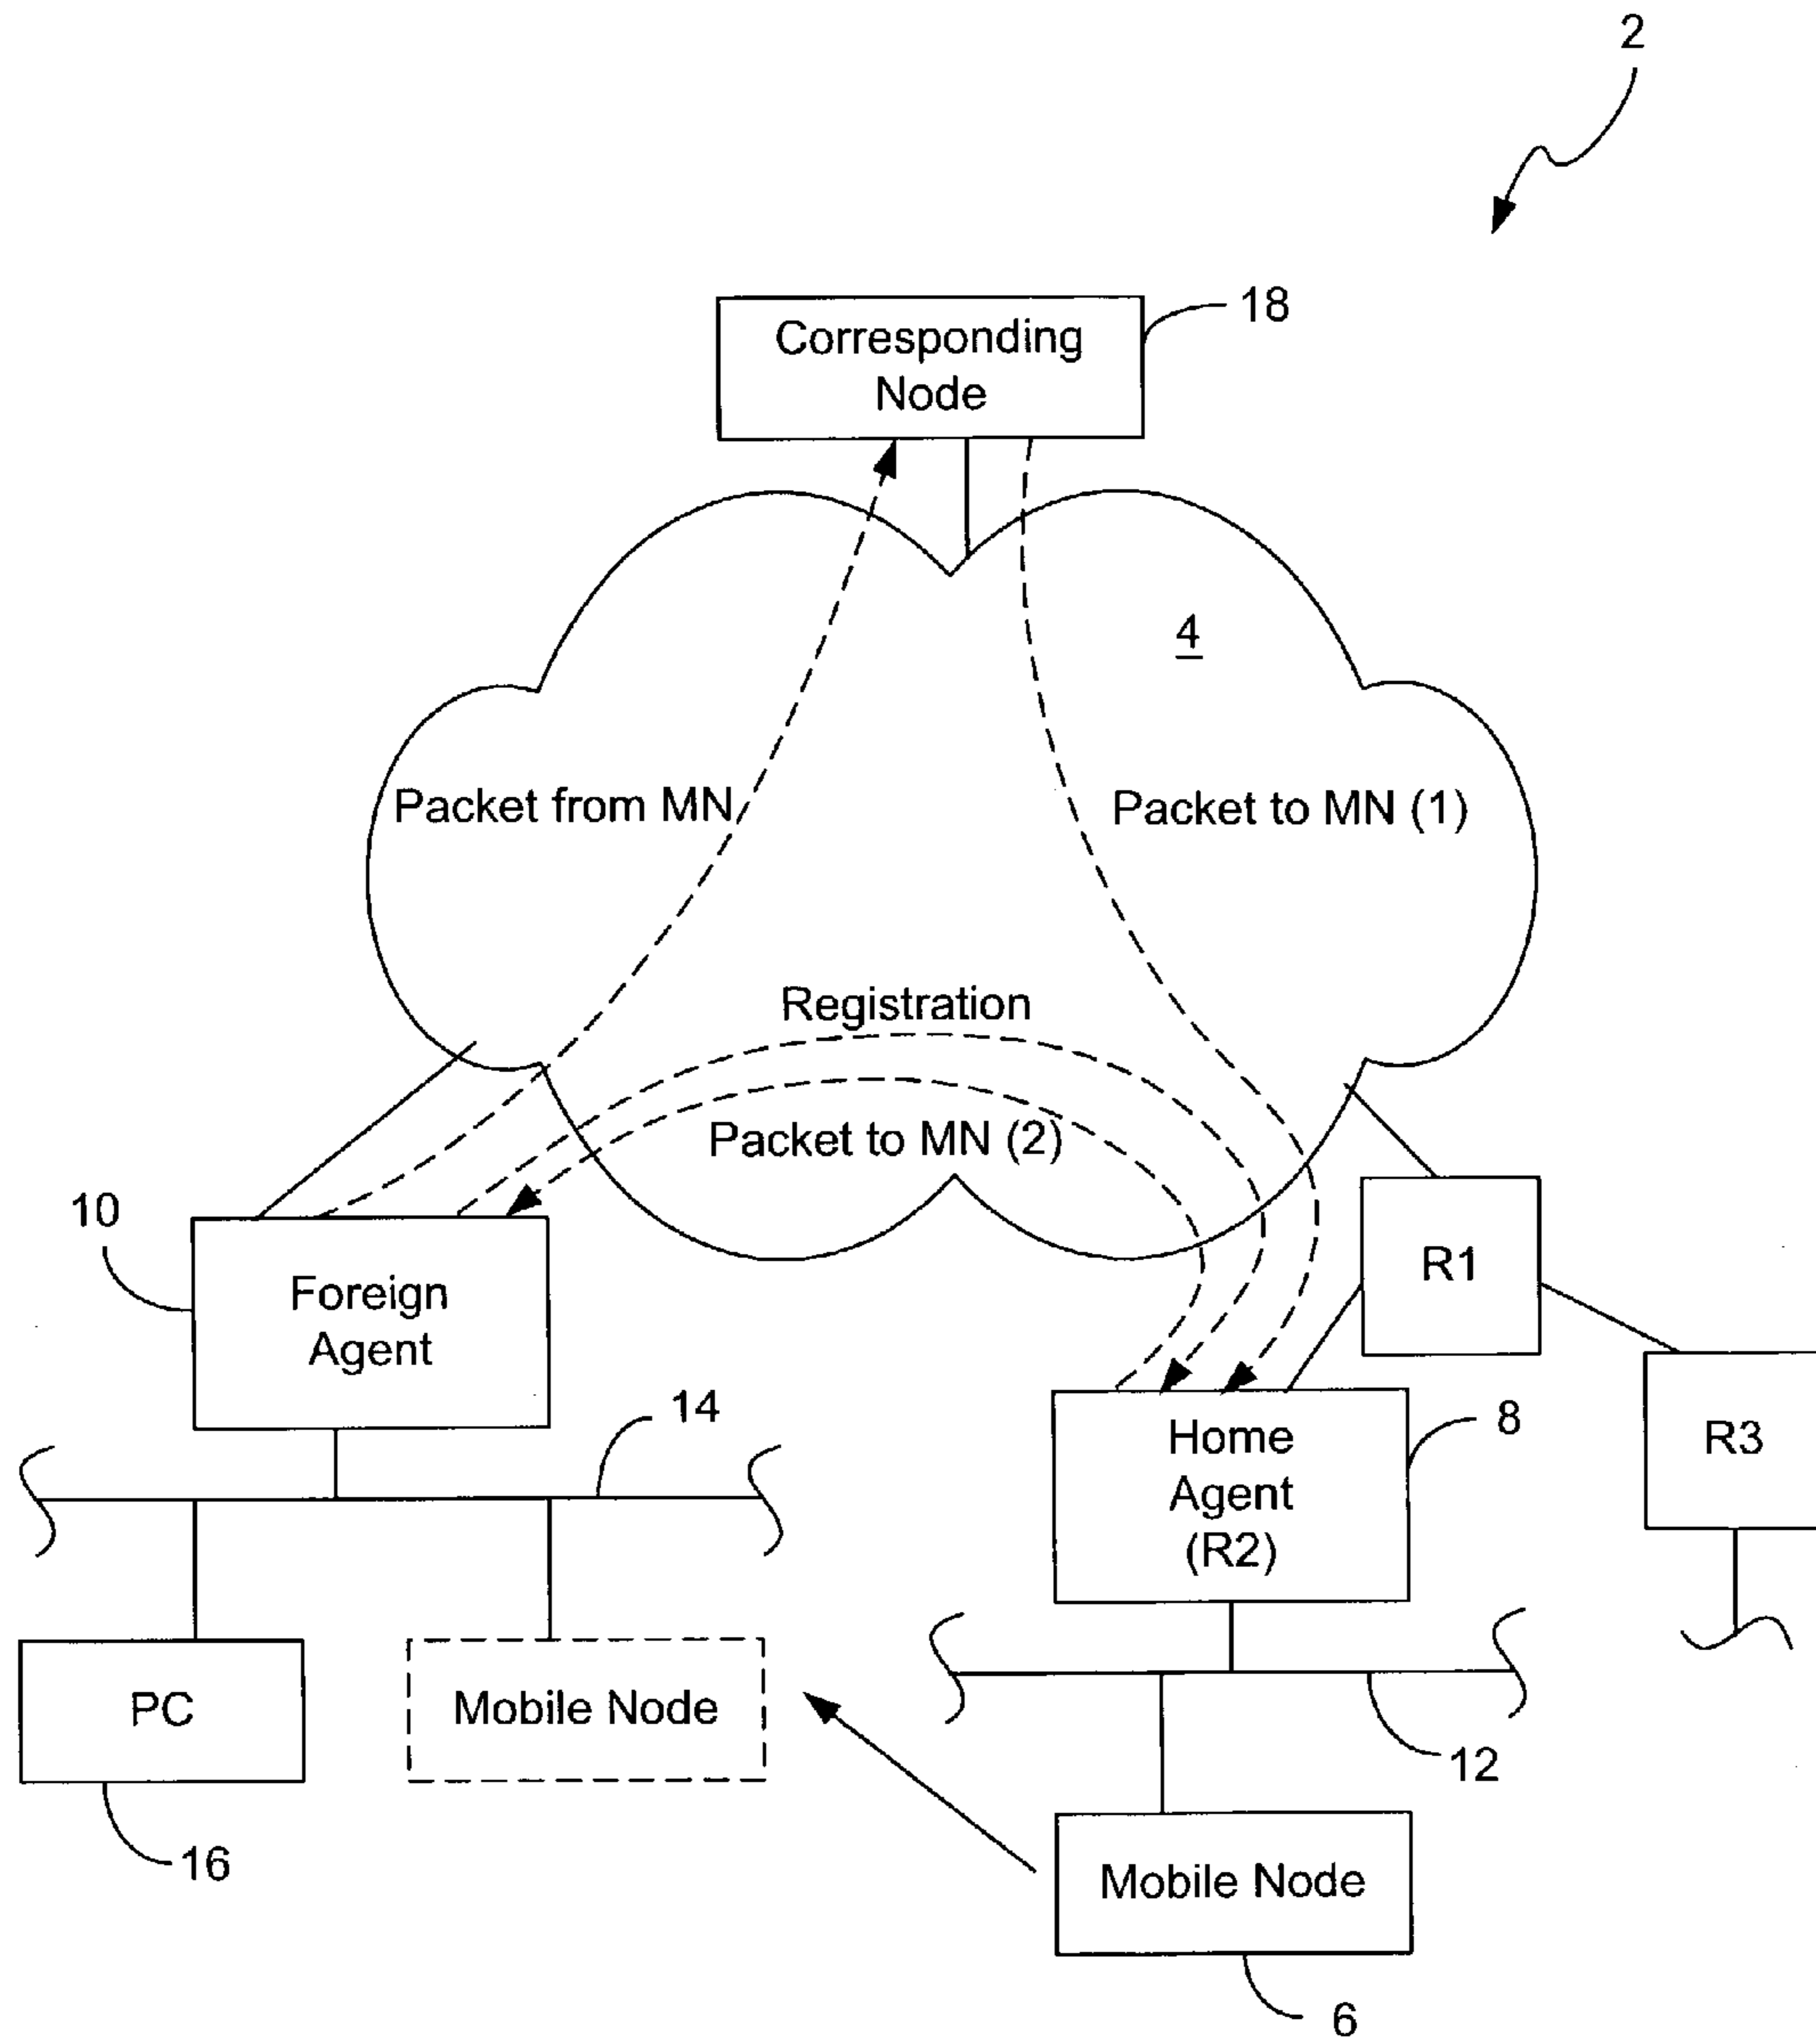 2
Corresponding
Node
18
4
Packet from MN
Packet to MN (1)
Registration
Packet to MN (2)
10
Foreign
Agent
R1
14
8
Home
Agent
(R2)
R3
PC
Mobile Node
12
16
Mobile Node
6